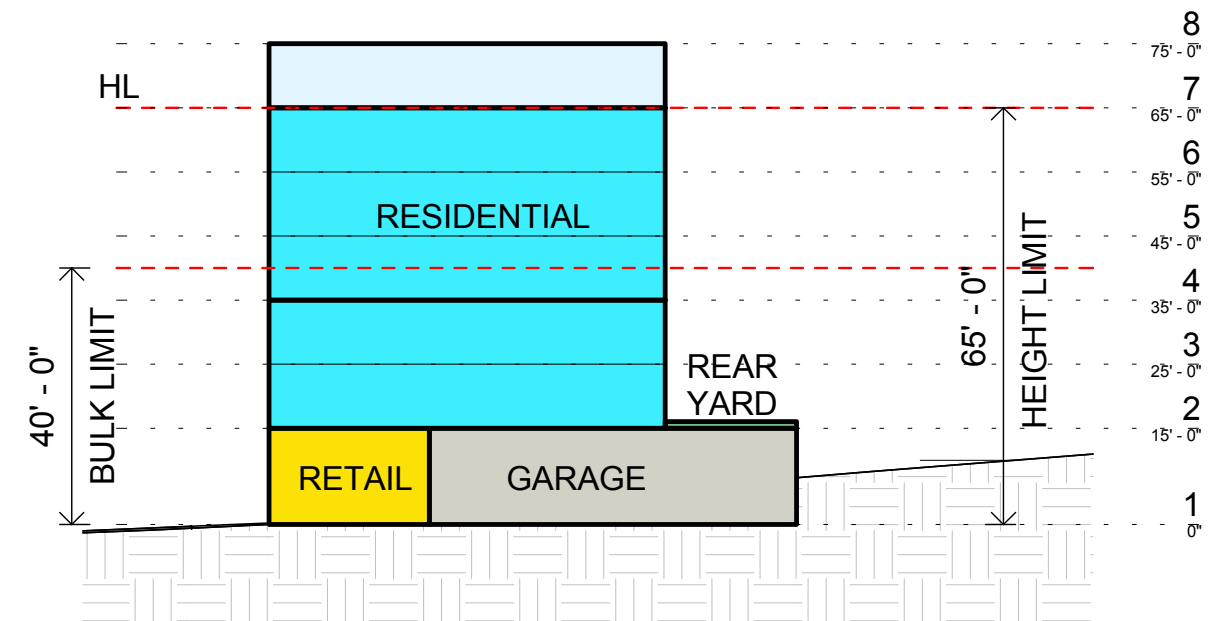 8
75' - 0"
HL
7
65' - 0"
6
55' - 0"
RESIDENTIAL
5
45' - 0"
4
35' - 0"
40' - 0"
BULK LIMIT
65' - 0"
HEIGHT LIMIT
3
25' - 0"
REAR
YARD
2
15' - 0"
RETAIL
GARAGE
1
0"